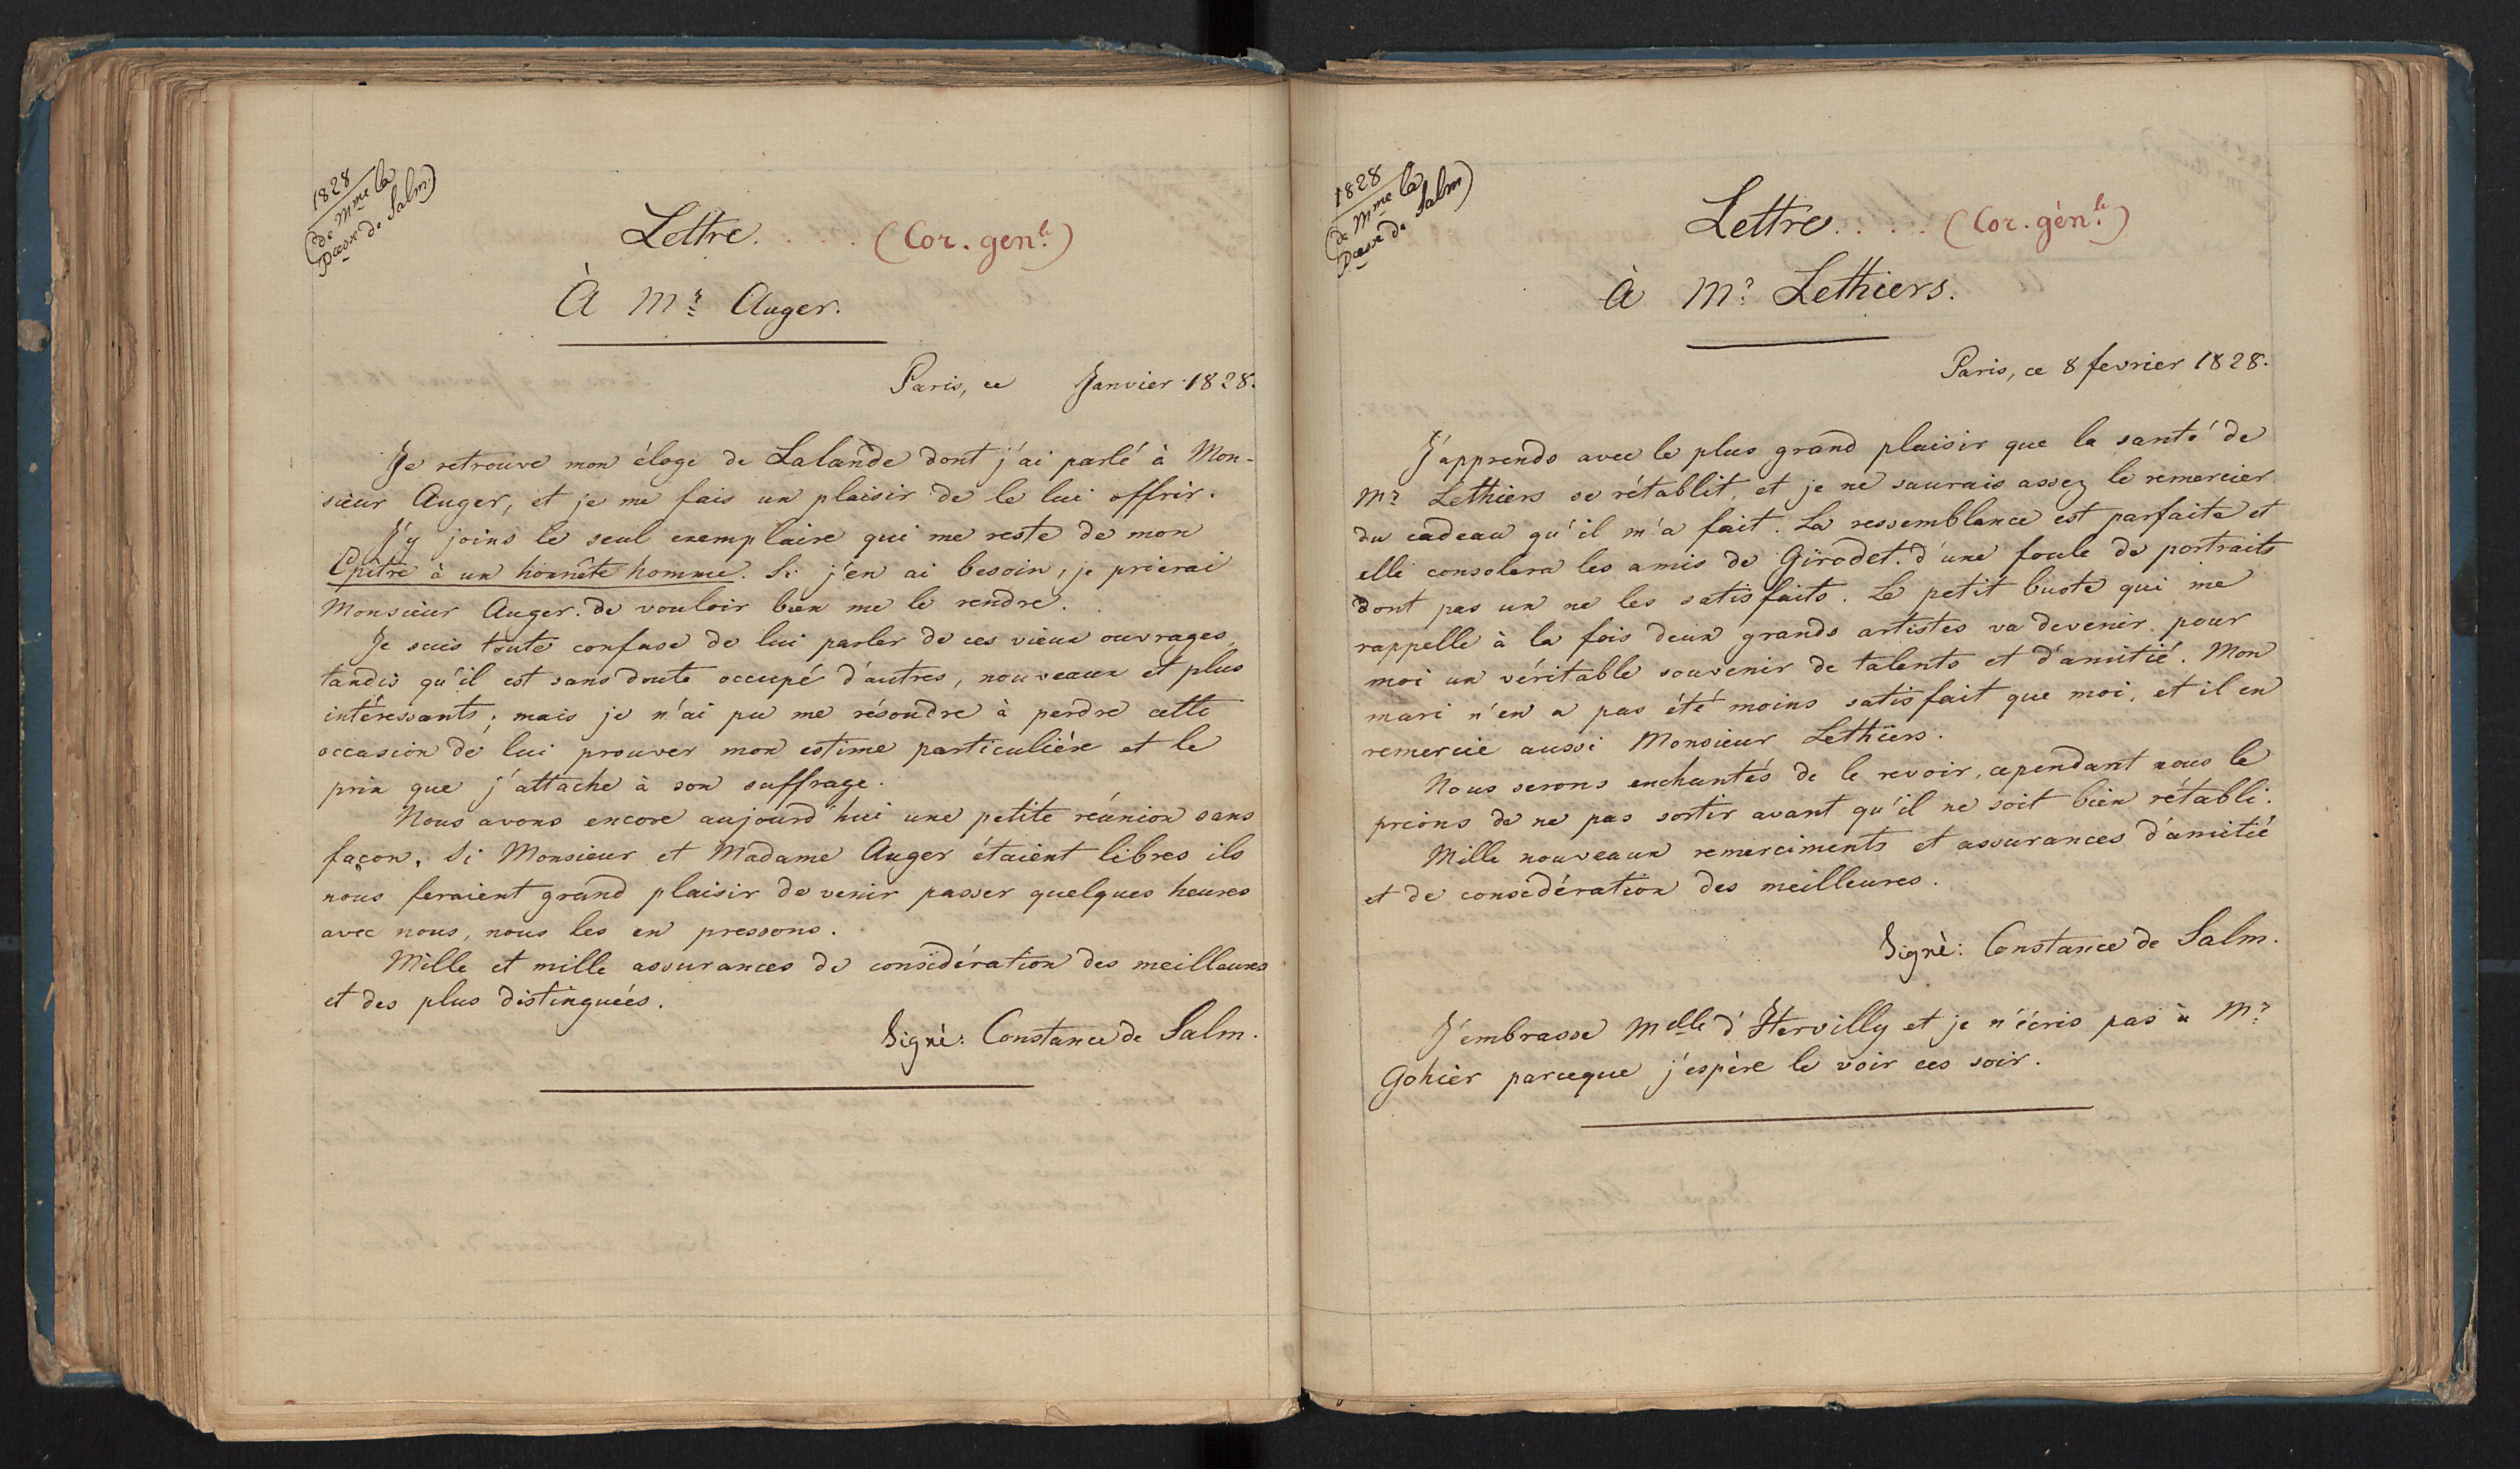 1828
(de Mme la
Pcesse de Salm)
Lettre. . . . (Cor. genle.)
À Mr Auger.
Paris, ce Janvier 1828.
Je retrouve mon éloge de Lalande dont j'ai parlé à Mon-
sieur Auger, et je me fais un plaisir de le lui offrir.
J'y joins le seul exemplaire qui me reste de mon
Epitre à un honnête homme. Si j'en ai besoin, je prierai
Monsieur Auger de vouloir bien me le rendre.
Je suis toute confuse de lui parler de ces vieux ouvrages,
tandis qu'il est sans doute occupé d'autres, nouveaux et plus
intéressants; mais je n'ai pu me résoudre à perdre cette
occasion de lui prouver mon estime particulière et le
prix que j'attache à son suffrage.
Nous avons encore aujourd'hui une petite réunion sans
façon. Si Monsieur et Madame Auger étaient libres ils
nous feraient grand plaisir de venir passer quelques heures
avec nous, nous les en pressons.
Mille et mille assurances de considération des meilleures
et des plus distinguées.
Signé: Constance de Salm.
1828
(de Mme la
Pcesse de Salm)
Lettre. . . . (Cor. génle.)
À Mr Lethiers.
Paris, ce 8 fevrier 1828.
J'apprends avec le plus grand plaisir que la santé de
Mr Lethiers se rétablit, et je ne saurais assez le remercier
du cadeau qu'il m'a fait. La ressemblance est parfaite et
elle consolera les amis de Girodet d'une foule de portraits
dont pas un ne les satisfaits. Le petit buste qui me
rappelle à la fois deux grands artistes va devenir pour
moi un véritable souvenir de talents et d'amitié. Mon
mari n'en a pas été moins satisfait que moi, et il en
remercie aussi Monsieur Lethiers.
Nous serons enchantés de le revoir, cependant nous le
prions de ne pas sortir avant qu'il ne soit bien rétabli.
Mille nouveaux remerciments et assurances d'amitié
et de considération des meilleures.
Signé: Constance de Salm.
J'embrasse Melle d'Hervilly et je n'écris pas à Mr
Gohier parceque j'éspère le voir ces soir.